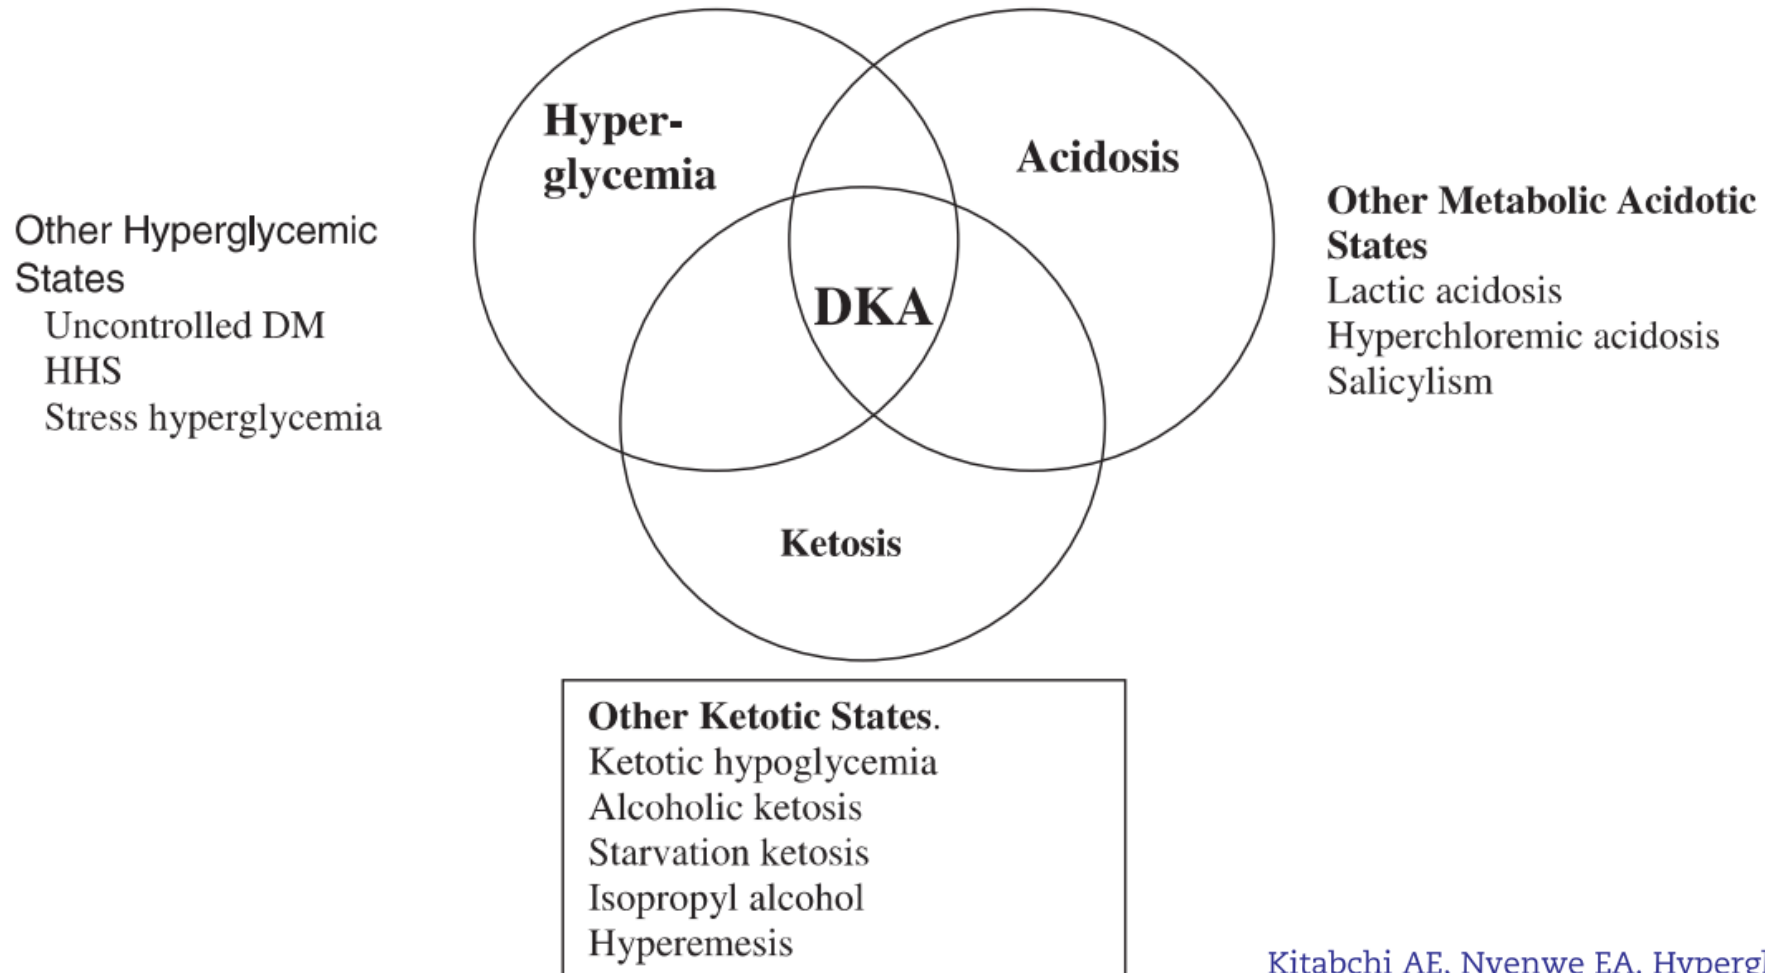 Hyper-
glycemia
Acidosis
DKA
Ketosis
Other Hyperglycemic
States
Uncontrolled DM
HHS
Stress hyperglycemia
Other Metabolic Acidotic
States
Lactic acidosis
Hyperchloremic acidosis
Salicylism
Other Ketotic States.
Ketotic hypoglycemia
Alcoholic ketosis
Starvation ketosis
Isopropyl alcohol
Hyperemesis
Kitabchi AE, Nyenwe EA. Hypergl